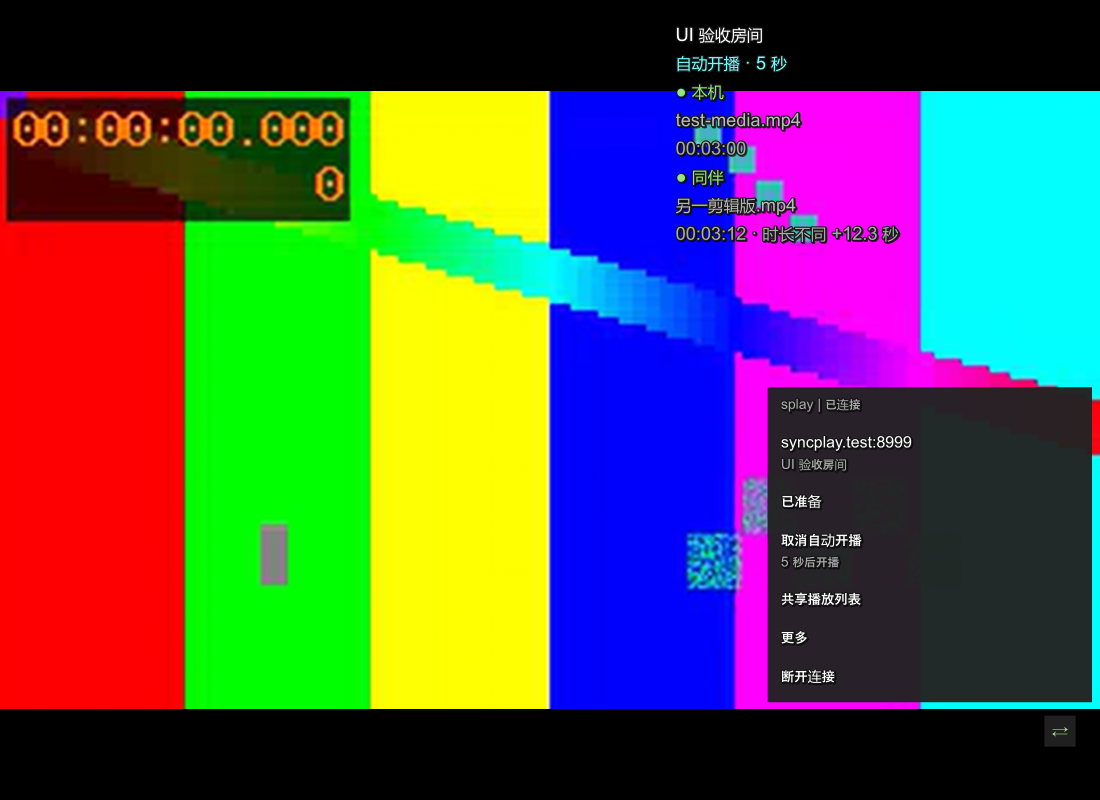 UI 验收房间
自动开播 · 5 秒
● 本机
00:00:00.000
test-media.mp4
00:03:00
● 同伴
0
另一剪辑版.mp4
00:03:12 · 时长不同 +12.3 秒
splay | 已连接
syncplay.test:8999
UI 验收房间
已准备
取消自动开播
5 秒后开播
共享播放列表
更多
断开连接